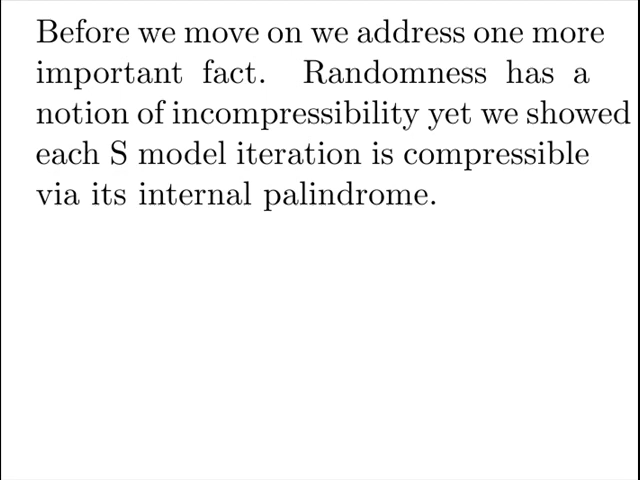 Before we move on we address one more
important fact. Randomness has a
notion of incompressibility yet we showed
each S model iteration is compressible
via its internal palindrome.